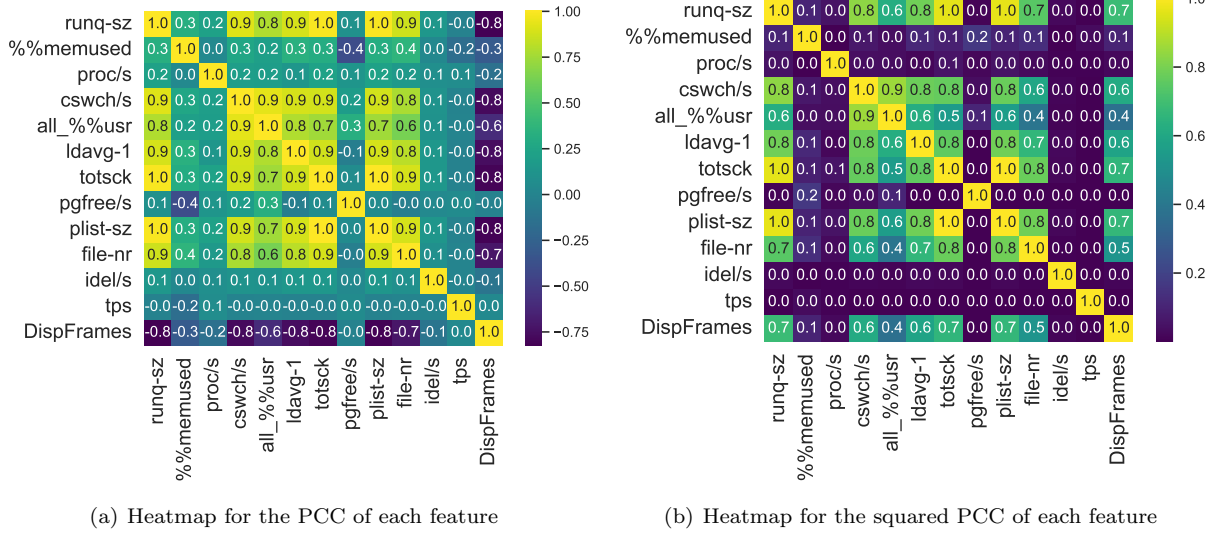 runq-sz 1.0 0.3 0.2 0.9 0.8 0.9 1.0 0.1 1.0 0.9 0.1 -0.0 -0.8
%%memused 0.3 1.0 0.0 0.3 0.2 0.3 0.3 -0.4 0.3 0.4 0.0 -0.2 -0.3
proc/s 0.2 0.0 1.0 0.2 0.2 0.1 0.2 0.1 0.2 0.2 0.1 0.1 -0.2
cswch/s 0.9 0.3 0.2 1.0 0.9 0.9 0.9 0.2 0.9 0.8 0.1 -0.0 -0.8
all_%%usr 0.8 0.2 0.2 0.9 1.0 0.8 0.7 0.3 0.7 0.6 0.1 -0.0 -0.6
ldavg-1 0.9 0.3 0.1 0.9 0.8 1.0 0.9 -0.1 0.9 0.8 0.1 -0.0 -0.8
totsck 1.0 0.3 0.2 0.9 0.7 0.9 1.0 0.1 1.0 0.9 0.1 -0.0 -0.8
pgfree/s 0.1 -0.4 0.1 0.2 0.3 -0.1 0.1 1.0 0.0 -0.0 0.0 -0.0 -0.0
plist-sz 1.0 0.3 0.2 0.9 0.7 0.9 1.0 0.0 1.0 0.9 0.1 -0.0 -0.8
file-nr 0.9 0.4 0.2 0.8 0.6 0.8 0.9 -0.0 0.9 1.0 0.1 -0.0 -0.7
idel/s 0.1 0.0 0.1 0.1 0.1 0.1 0.1 0.0 0.1 0.1 1.0 -0.0 -0.1
tps -0.0 -0.2 0.1 -0.0 -0.0 -0.0 -0.0 -0.0 -0.0 -0.0 -0.0 1.0 0.0
DispFrames -0.8 -0.3 -0.2 -0.8 -0.6 -0.8 -0.8 -0.0 -0.8 -0.7 -0.1 0.0 1.0
runq-sz %%memused proc/s cswch/s all_%%usr ldavg-1 totsck pgfree/s plist-sz file-nr idel/s tps DispFrames
1.00
0.75
0.50
0.25
0.00
−0.25
−0.50
−0.75
(a) Heatmap for the PCC of each feature
runq-sz 1.0 0.1 0.0 0.8 0.6 0.8 1.0 0.0 1.0 0.7 0.0 0.0 0.7
%%memused 0.1 1.0 0.0 0.1 0.0 0.1 0.1 0.2 0.1 0.1 0.0 0.0 0.1
proc/s 0.0 0.0 1.0 0.0 0.0 0.0 0.1 0.0 0.0 0.0 0.0 0.0 0.0
cswch/s 0.8 0.1 0.0 1.0 0.9 0.8 0.8 0.0 0.8 0.6 0.0 0.0 0.6
all_%%usr 0.6 0.0 0.0 0.9 1.0 0.6 0.5 0.1 0.6 0.4 0.0 0.0 0.4
ldavg-1 0.8 0.1 0.0 0.8 0.6 1.0 0.8 0.0 0.8 0.7 0.0 0.0 0.6
totsck 1.0 0.1 0.1 0.8 0.5 0.8 1.0 0.0 1.0 0.8 0.0 0.0 0.7
pgfree/s 0.0 0.2 0.0 0.0 0.1 0.0 0.0 1.0 0.0 0.0 0.0 0.0 0.0
plist-sz 1.0 0.1 0.0 0.8 0.6 0.8 1.0 0.0 1.0 0.8 0.0 0.0 0.7
file-nr 0.7 0.1 0.0 0.6 0.4 0.7 0.8 0.0 0.8 1.0 0.0 0.0 0.5
idel/s 0.0 0.0 0.0 0.0 0.0 0.0 0.0 0.0 0.0 0.0 1.0 0.0 0.0
tps 0.0 0.0 0.0 0.0 0.0 0.0 0.0 0.0 0.0 0.0 0.0 1.0 0.0
DispFrames 0.7 0.1 0.0 0.6 0.4 0.6 0.7 0.0 0.7 0.5 0.0 0.0 1.0
runq-sz %%memused proc/s cswch/s all_%%usr ldavg-1 totsck pgfree/s plist-sz file-nr idel/s tps DispFrames
0.8
0.6
0.4
0.2
(b) Heatmap for the squared PCC of each feature